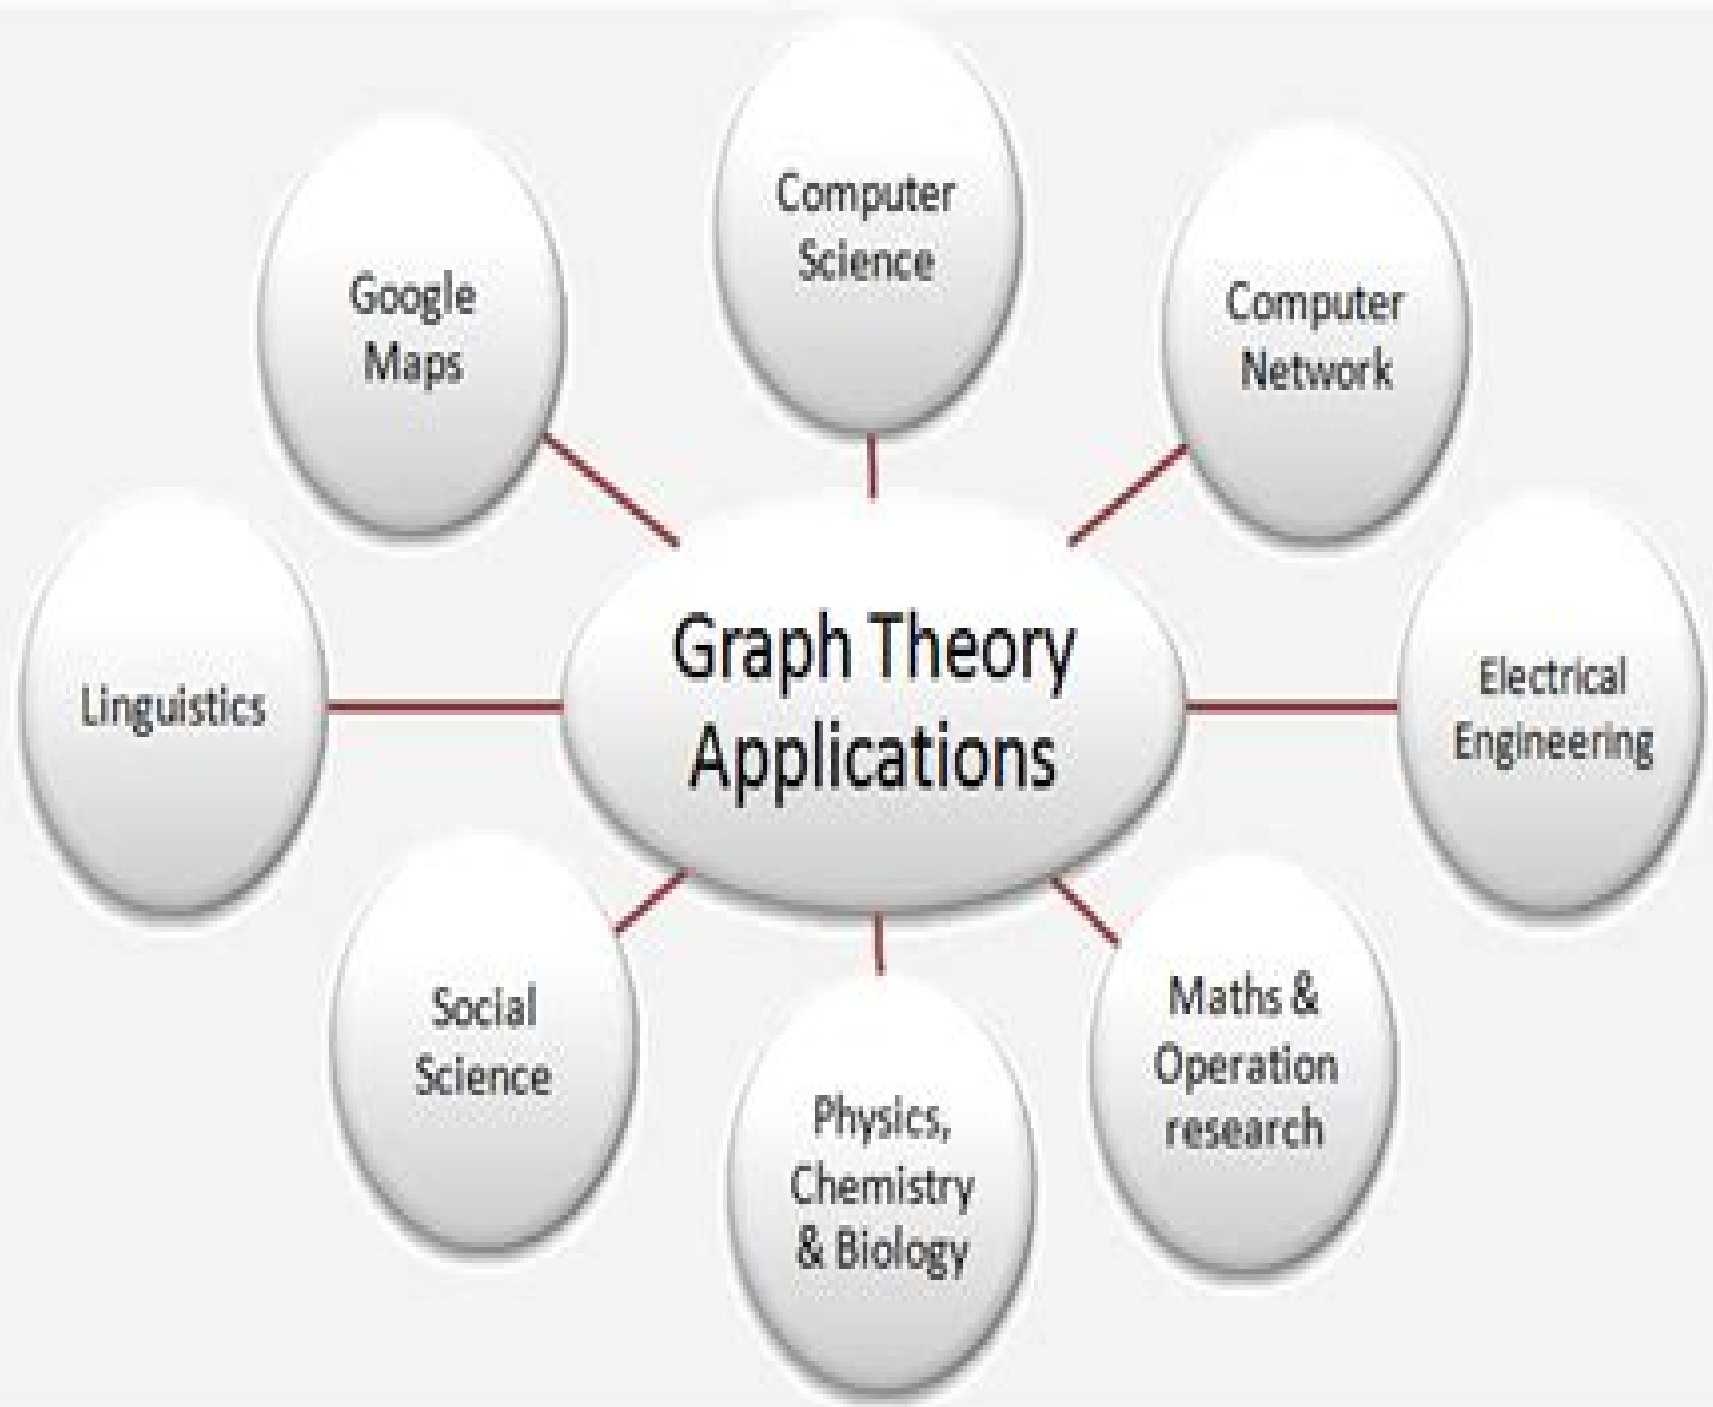 Computer
Science
Google
Maps
Computer
Network
Graph Theory
Applications
Linguistics
Electrical
Engineering
Social
Science
Maths &
Operation
research
Physics,
Chemistry
& Biology